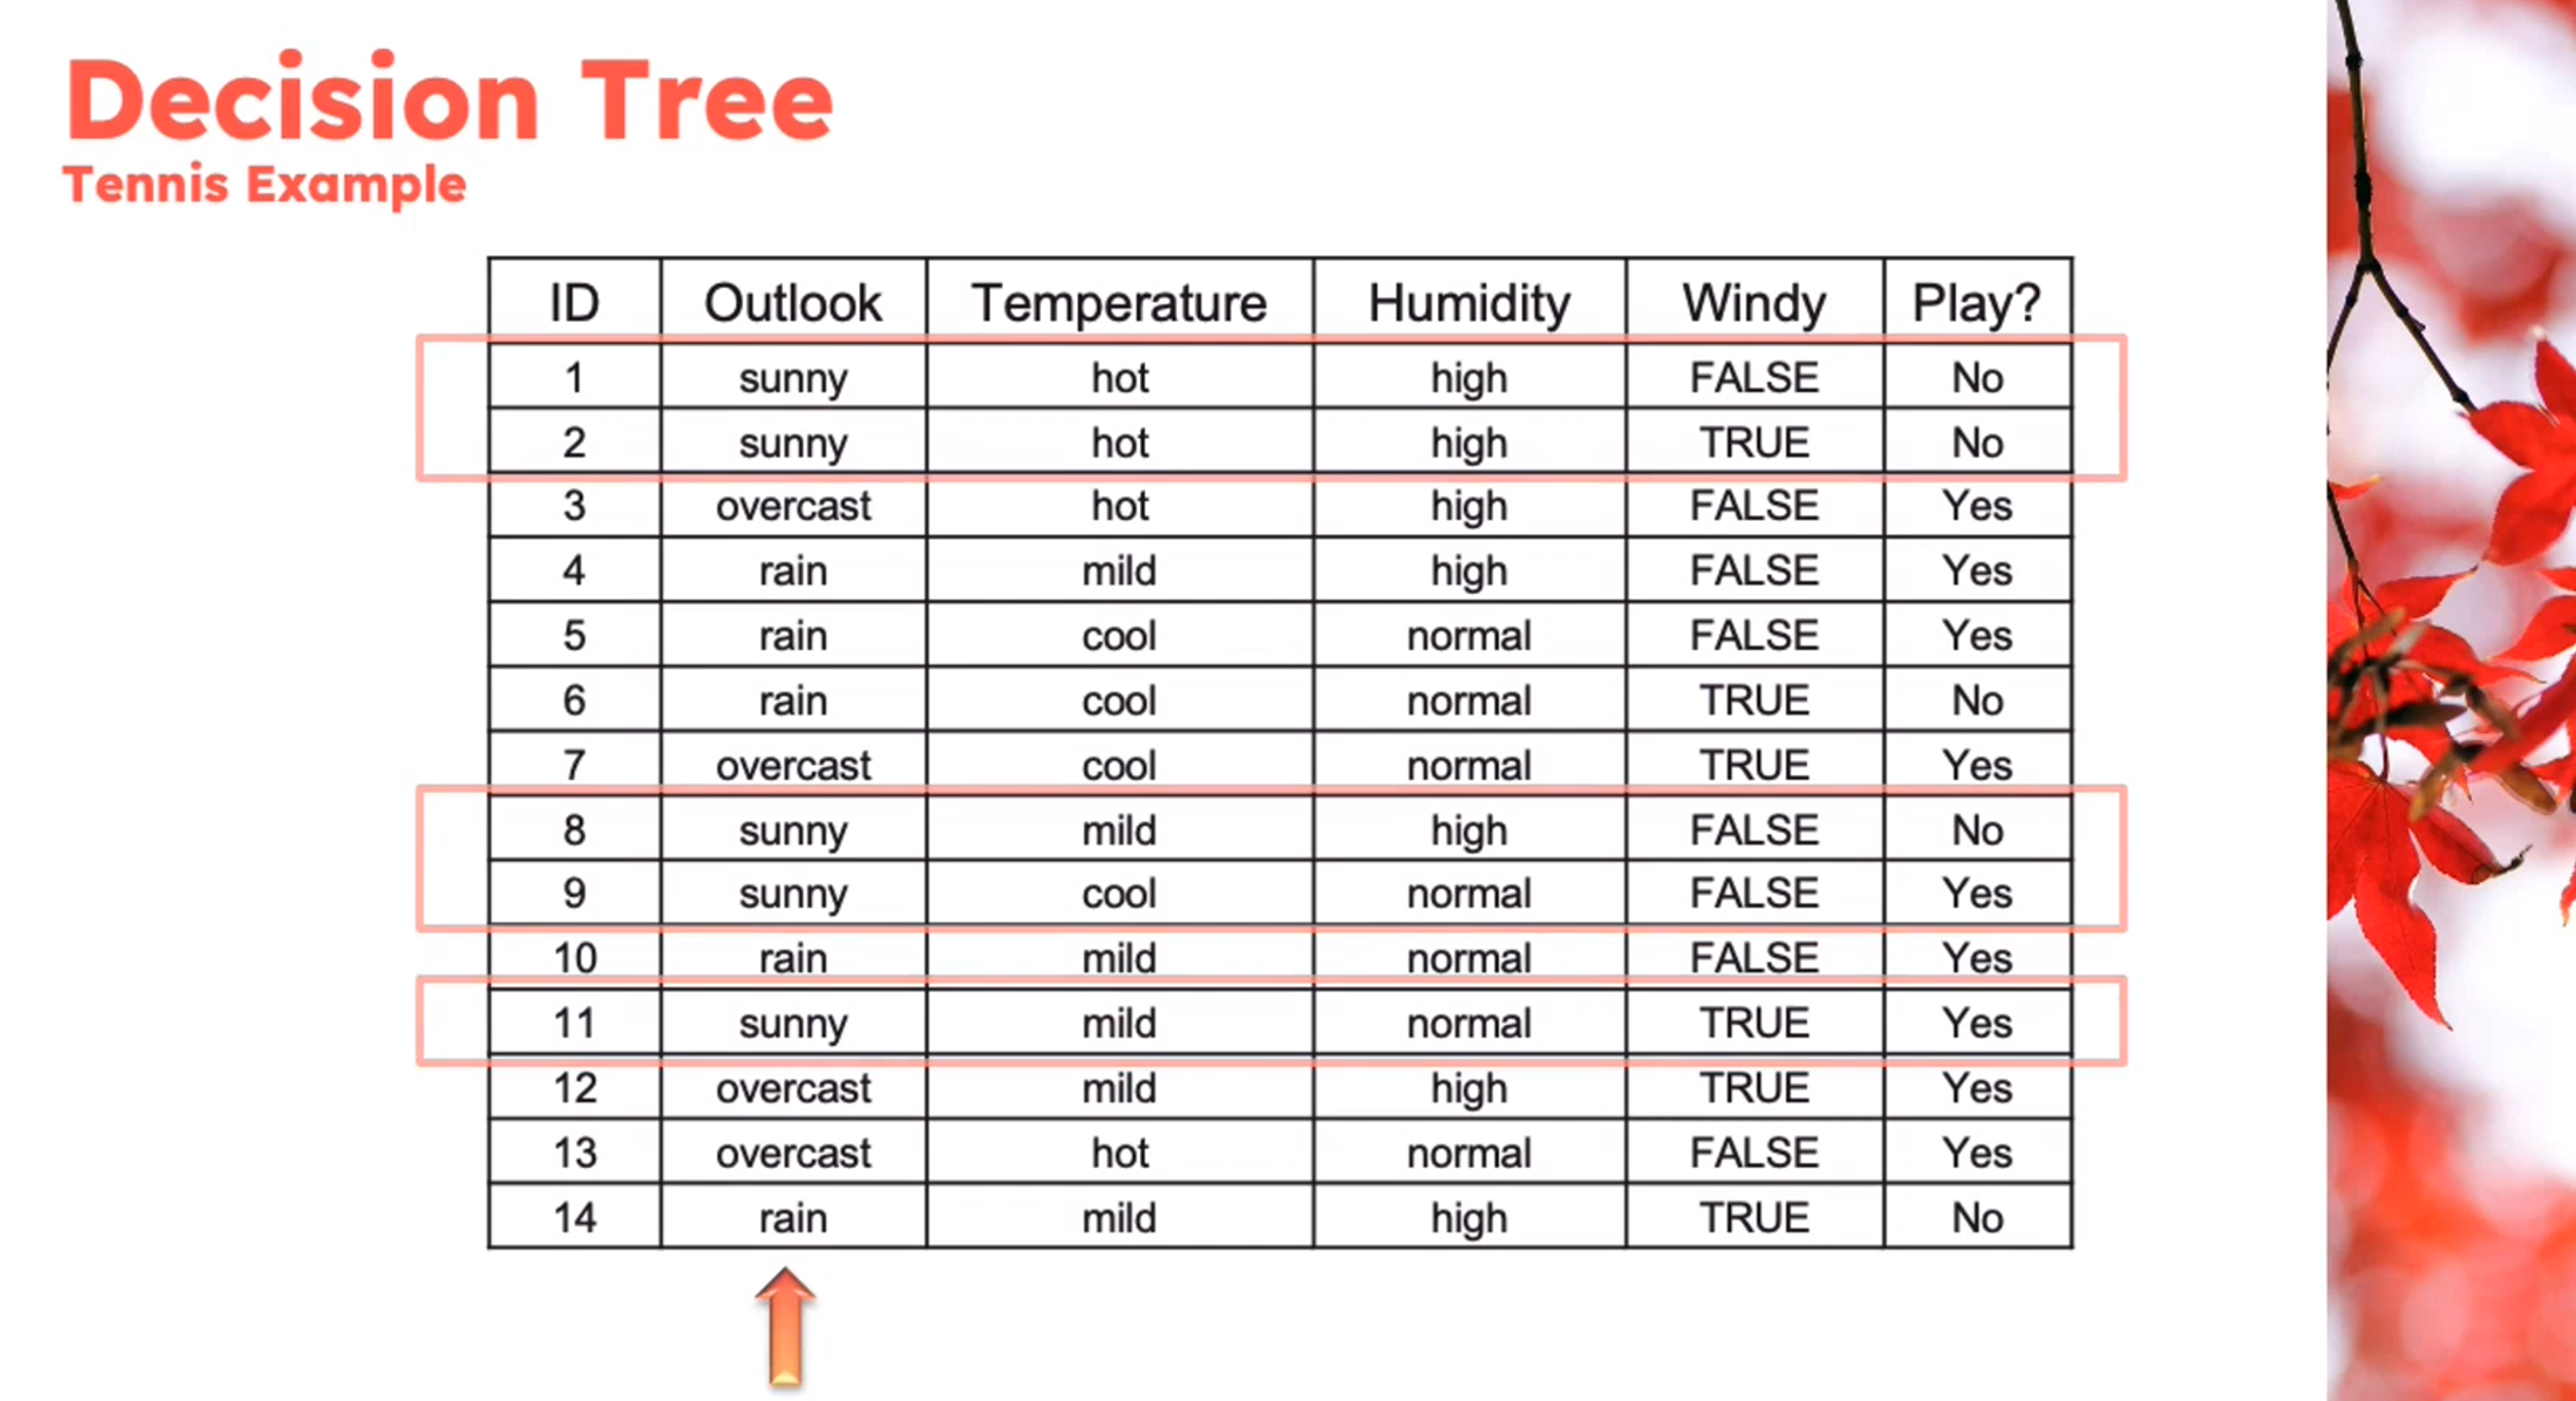 Decision Tree
Tennis Example
ID Outlook Temperature Humidity Windy Play?
1 sunny hot high FALSE No
2 sunny hot high TRUE No
3 overcast hot high FALSE Yes
4 rain mild high FALSE Yes
5 rain cool normal FALSE Yes
6 rain cool normal TRUE No
7 overcast cool normal TRUE Yes
8 sunny mild high FALSE No
9 sunny cool normal FALSE Yes
10 rain mild normal FALSE Yes
11 sunny mild normal TRUE Yes
12 overcast mild high TRUE Yes
13 overcast hot normal FALSE Yes
14 rain mild high TRUE No